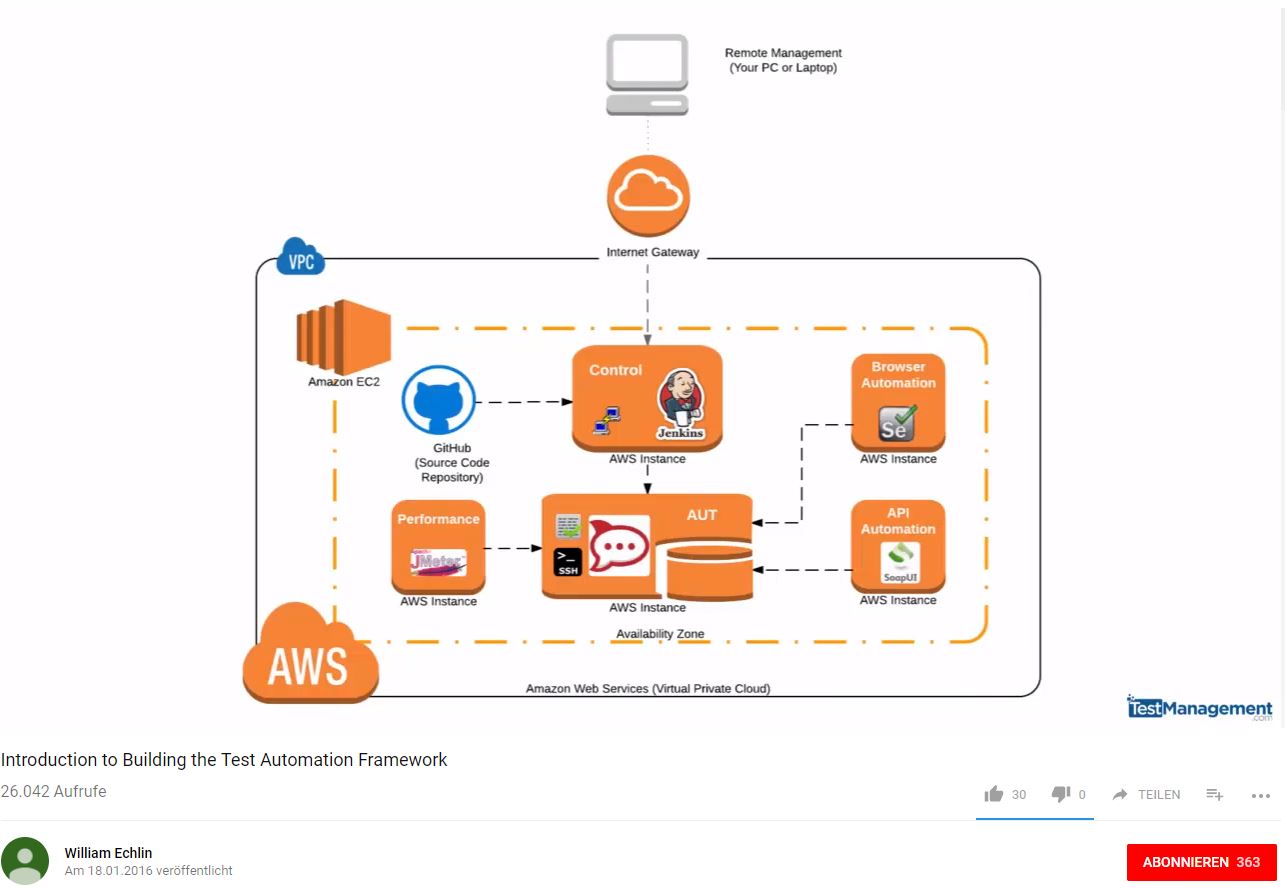 Remote Management
(Your PC or Laptop)
Internet Gateway
VPC
Amazon EC2
Control
Jenkins
AWS Instance
GitHub
(Source Code
Repository)
Browser
Automation
Se
AWS Instance
Performance
APACHE
JMeter
AWS Instance
AUT
>_
SSH
AWS Instance
API
Automation
SoapUI
AWS Instance
Availability Zone
AWS
Amazon Web Services (Virtual Private Cloud)
TestManagement
.com
Introduction to Building the Test Automation Framework
26.042 Aufrufe
30
0
TEILEN
William Echlin
Am 18.01.2016 veröffentlicht
ABONNIEREN 363